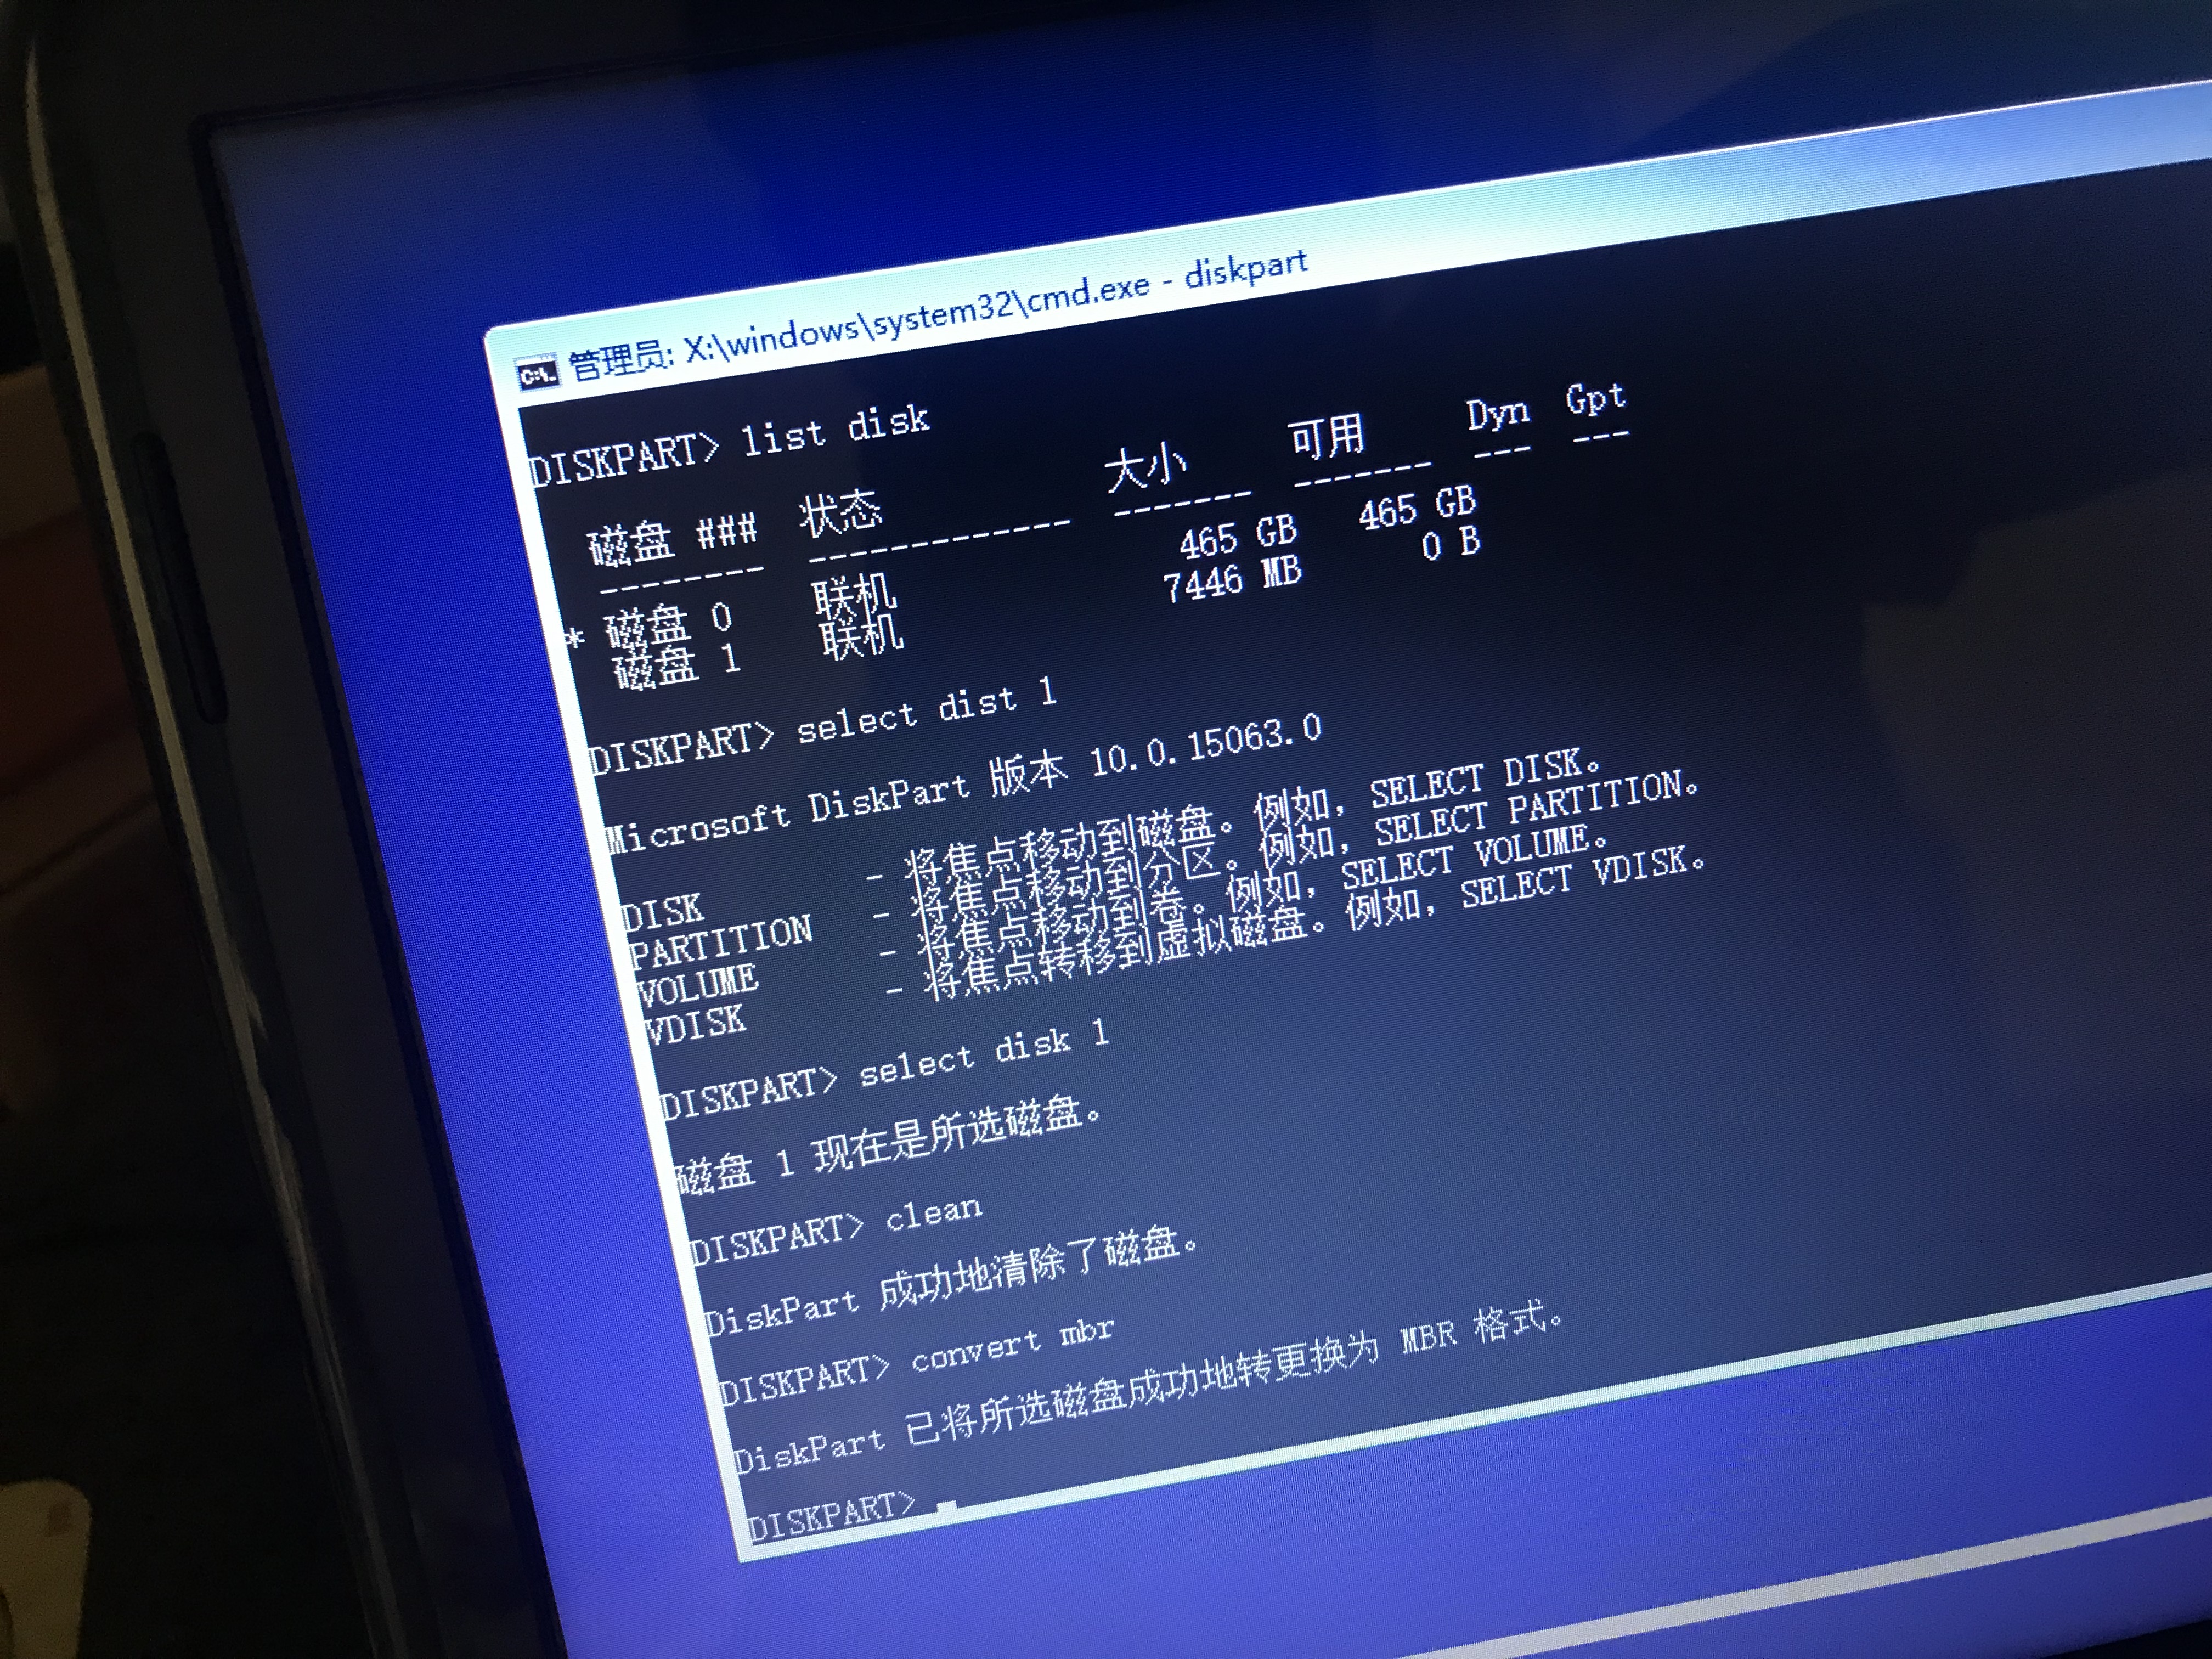 管理员: X:\windows\system32\cmd.exe - diskpart
DISKPART> list disk
磁盘 ### 状态 大小 可用 Dyn Gpt
-------- ------------- ------- ------- --- ---
* 磁盘 0 联机 465 GB 465 GB
磁盘 1 联机 7446 MB 0 B
DISKPART> select dist 1
Microsoft DiskPart 版本 10.0.15063.0
DISK - 将焦点移动到磁盘。例如，SELECT DISK。
PARTITION - 将焦点移动到分区。例如，SELECT PARTITION。
VOLUME - 将焦点移动到卷。例如，SELECT VOLUME。
VDISK - 将焦点转移到虚拟磁盘。例如，SELECT VDISK。
DISKPART> select disk 1
磁盘 1 现在是所选磁盘。
DISKPART> clean
DiskPart 成功地清除了磁盘。
DISKPART> convert mbr
DiskPart 已将所选磁盘成功地转更换为 MBR 格式。
DISKPART>